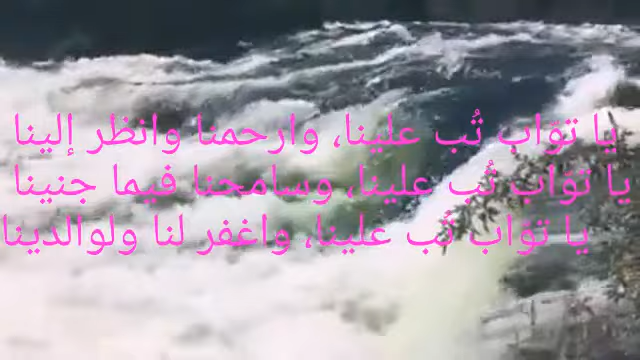 يا توّاب تُب علينا، وارحمنا وانظر إلينا
يا توّاب تُب علينا، وسامحنا فيما جنينا
يا توّاب تُب علينا، واغفر لنا ولوالدينا